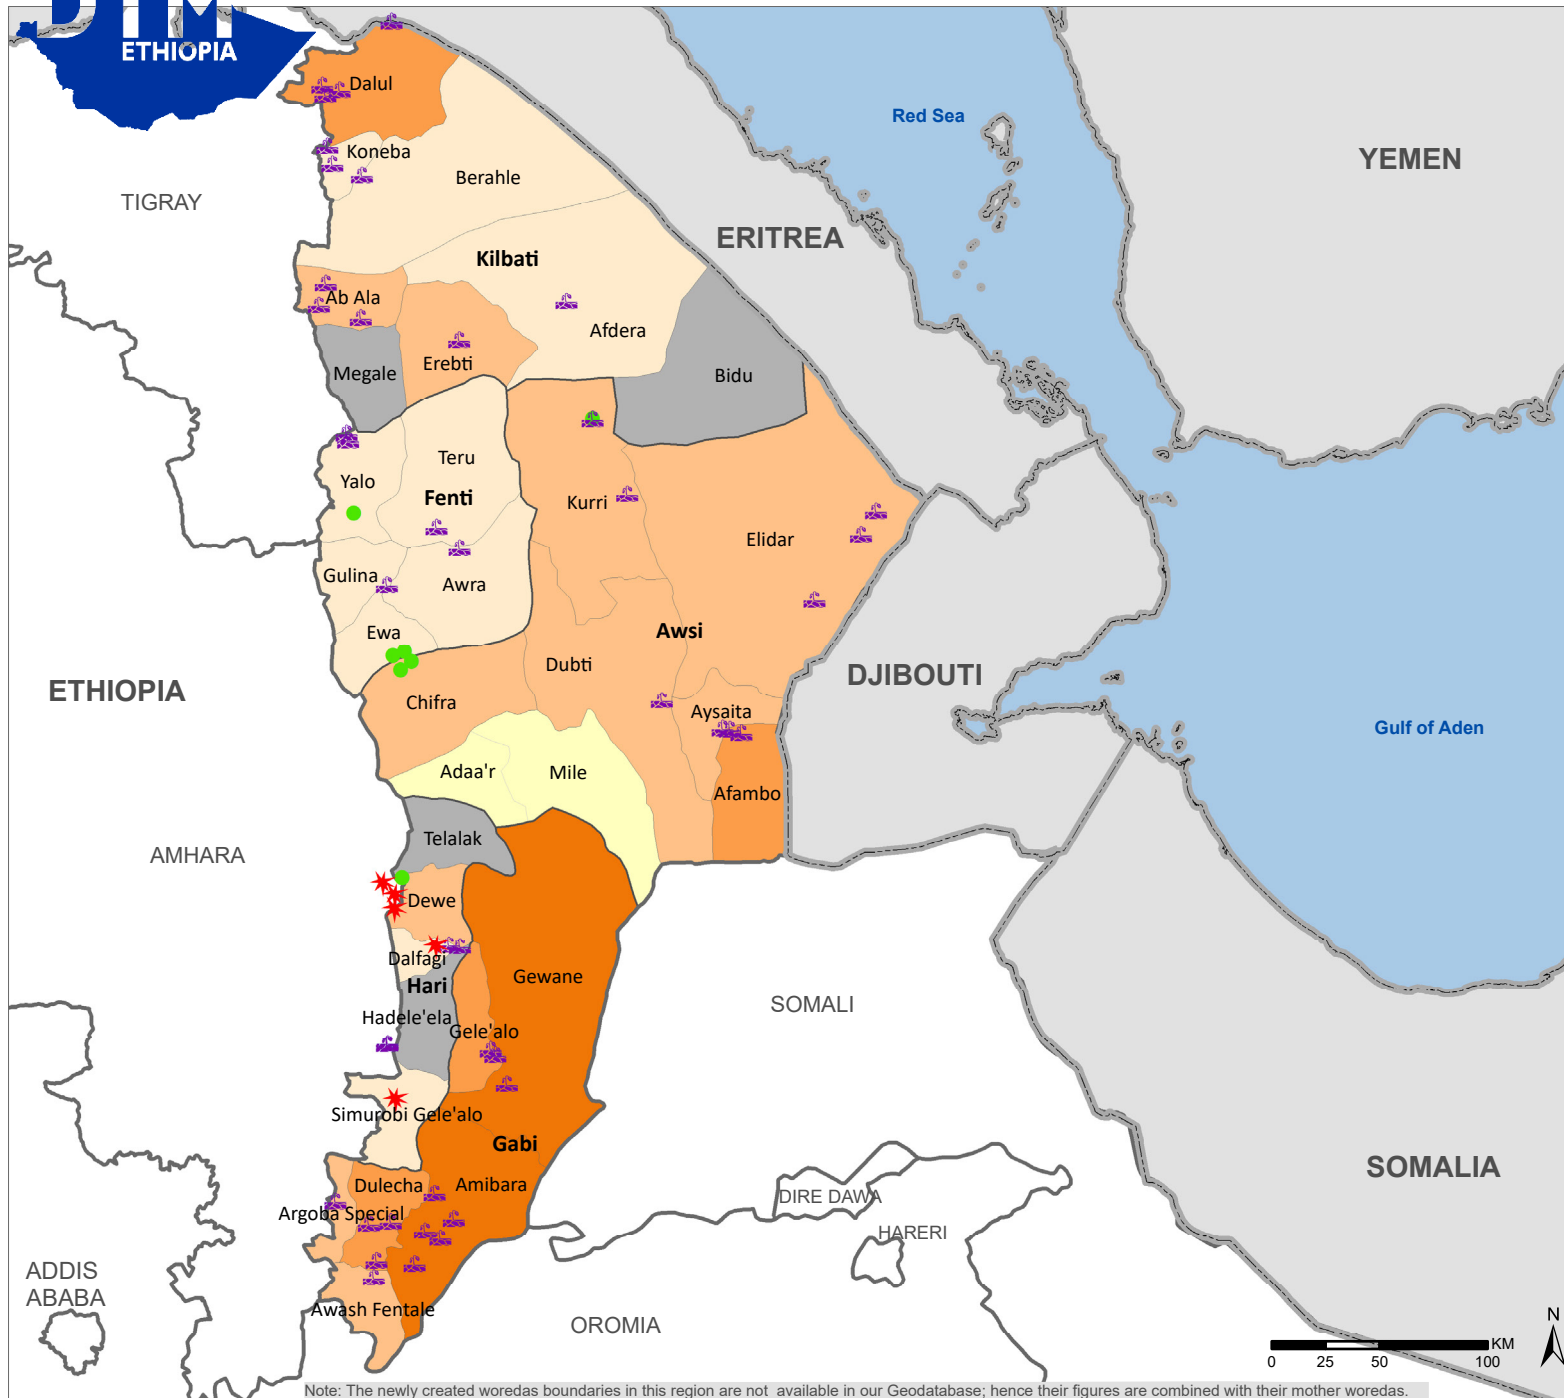 DTM
ETHIOPIA
Dalul
Red Sea
YEMEN
Koneba
Berahle
TIGRAY
ERITREA
Kilbati
Ab Ala
Afdera
Erebti
Megale
Bidu
Teru
Yalo
Fenti
Kurri
Elidar
Gulina
Awra
Ewa
Awsi
Dubti
DJIBOUTI
ETHIOPIA
Chifra
Aysaita
Gulf of Aden
Adaa'r
Mile
Afambo
Telalak
AMHARA
Dewe
Dalfagi
Gewane
Hari
SOMALI
Hadele'ela
Gele'alo
Simurobi Gele'alo
Gabi
SOMALIA
Dulecha
Amibara
DIRE DAWA
Argoba Special
HARERI
ADDIS
ABABA
Awash Fentale
OROMIA
N
KM
0 25 50 100
Note: The newly created woredas boundaries in this region are not available in our Geodatabase; hence their figures are combined with their mother woredas.